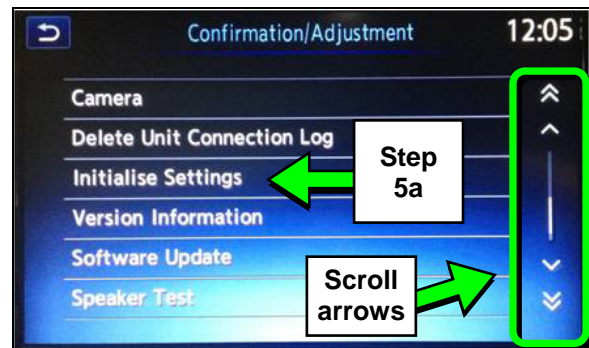 Confirmation/Adjustment 12:05
Camera
Delete Unit Connection Log
Initialise Settings
Step
5a
Version Information
Software Update
Scroll
arrows
Speaker Test